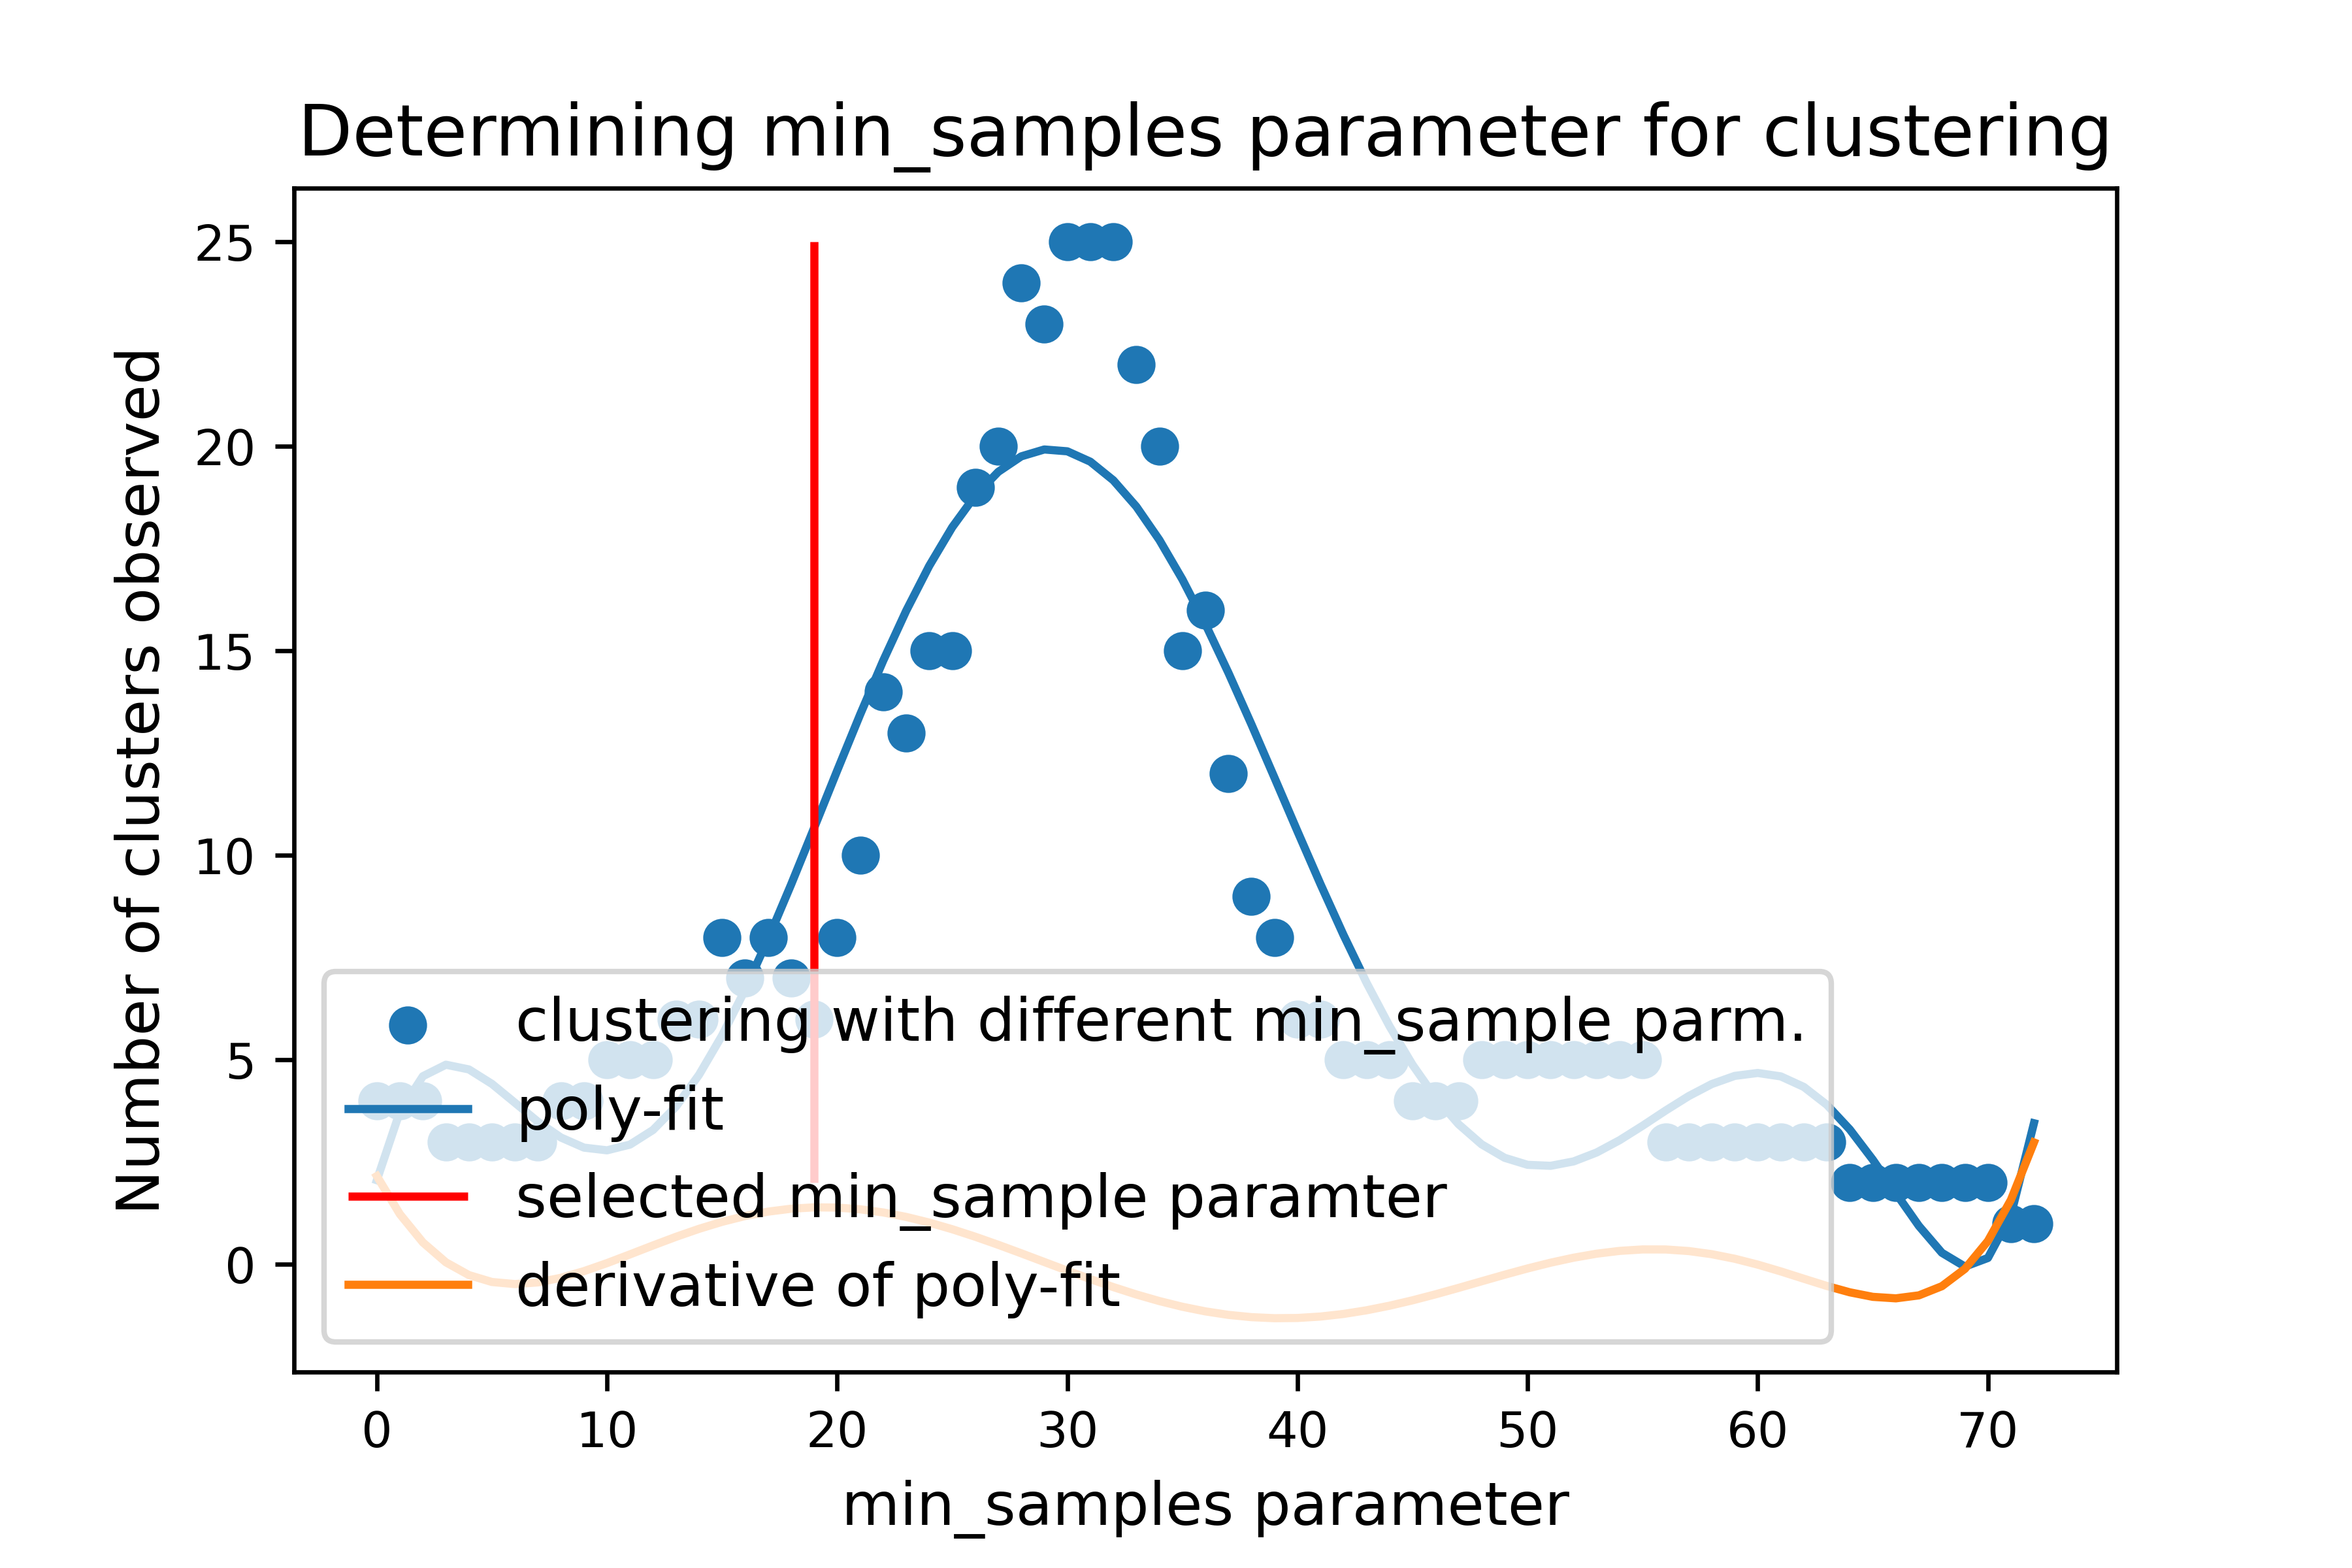 Determining min_samples parameter for clustering
Number of clusters observed
25
20
15
10
5
0
clustering with different min_sample parm.
poly-fit
selected min_sample paramter
derivative of poly-fit
0 10 20 30 40 50 60 70
min_samples parameter